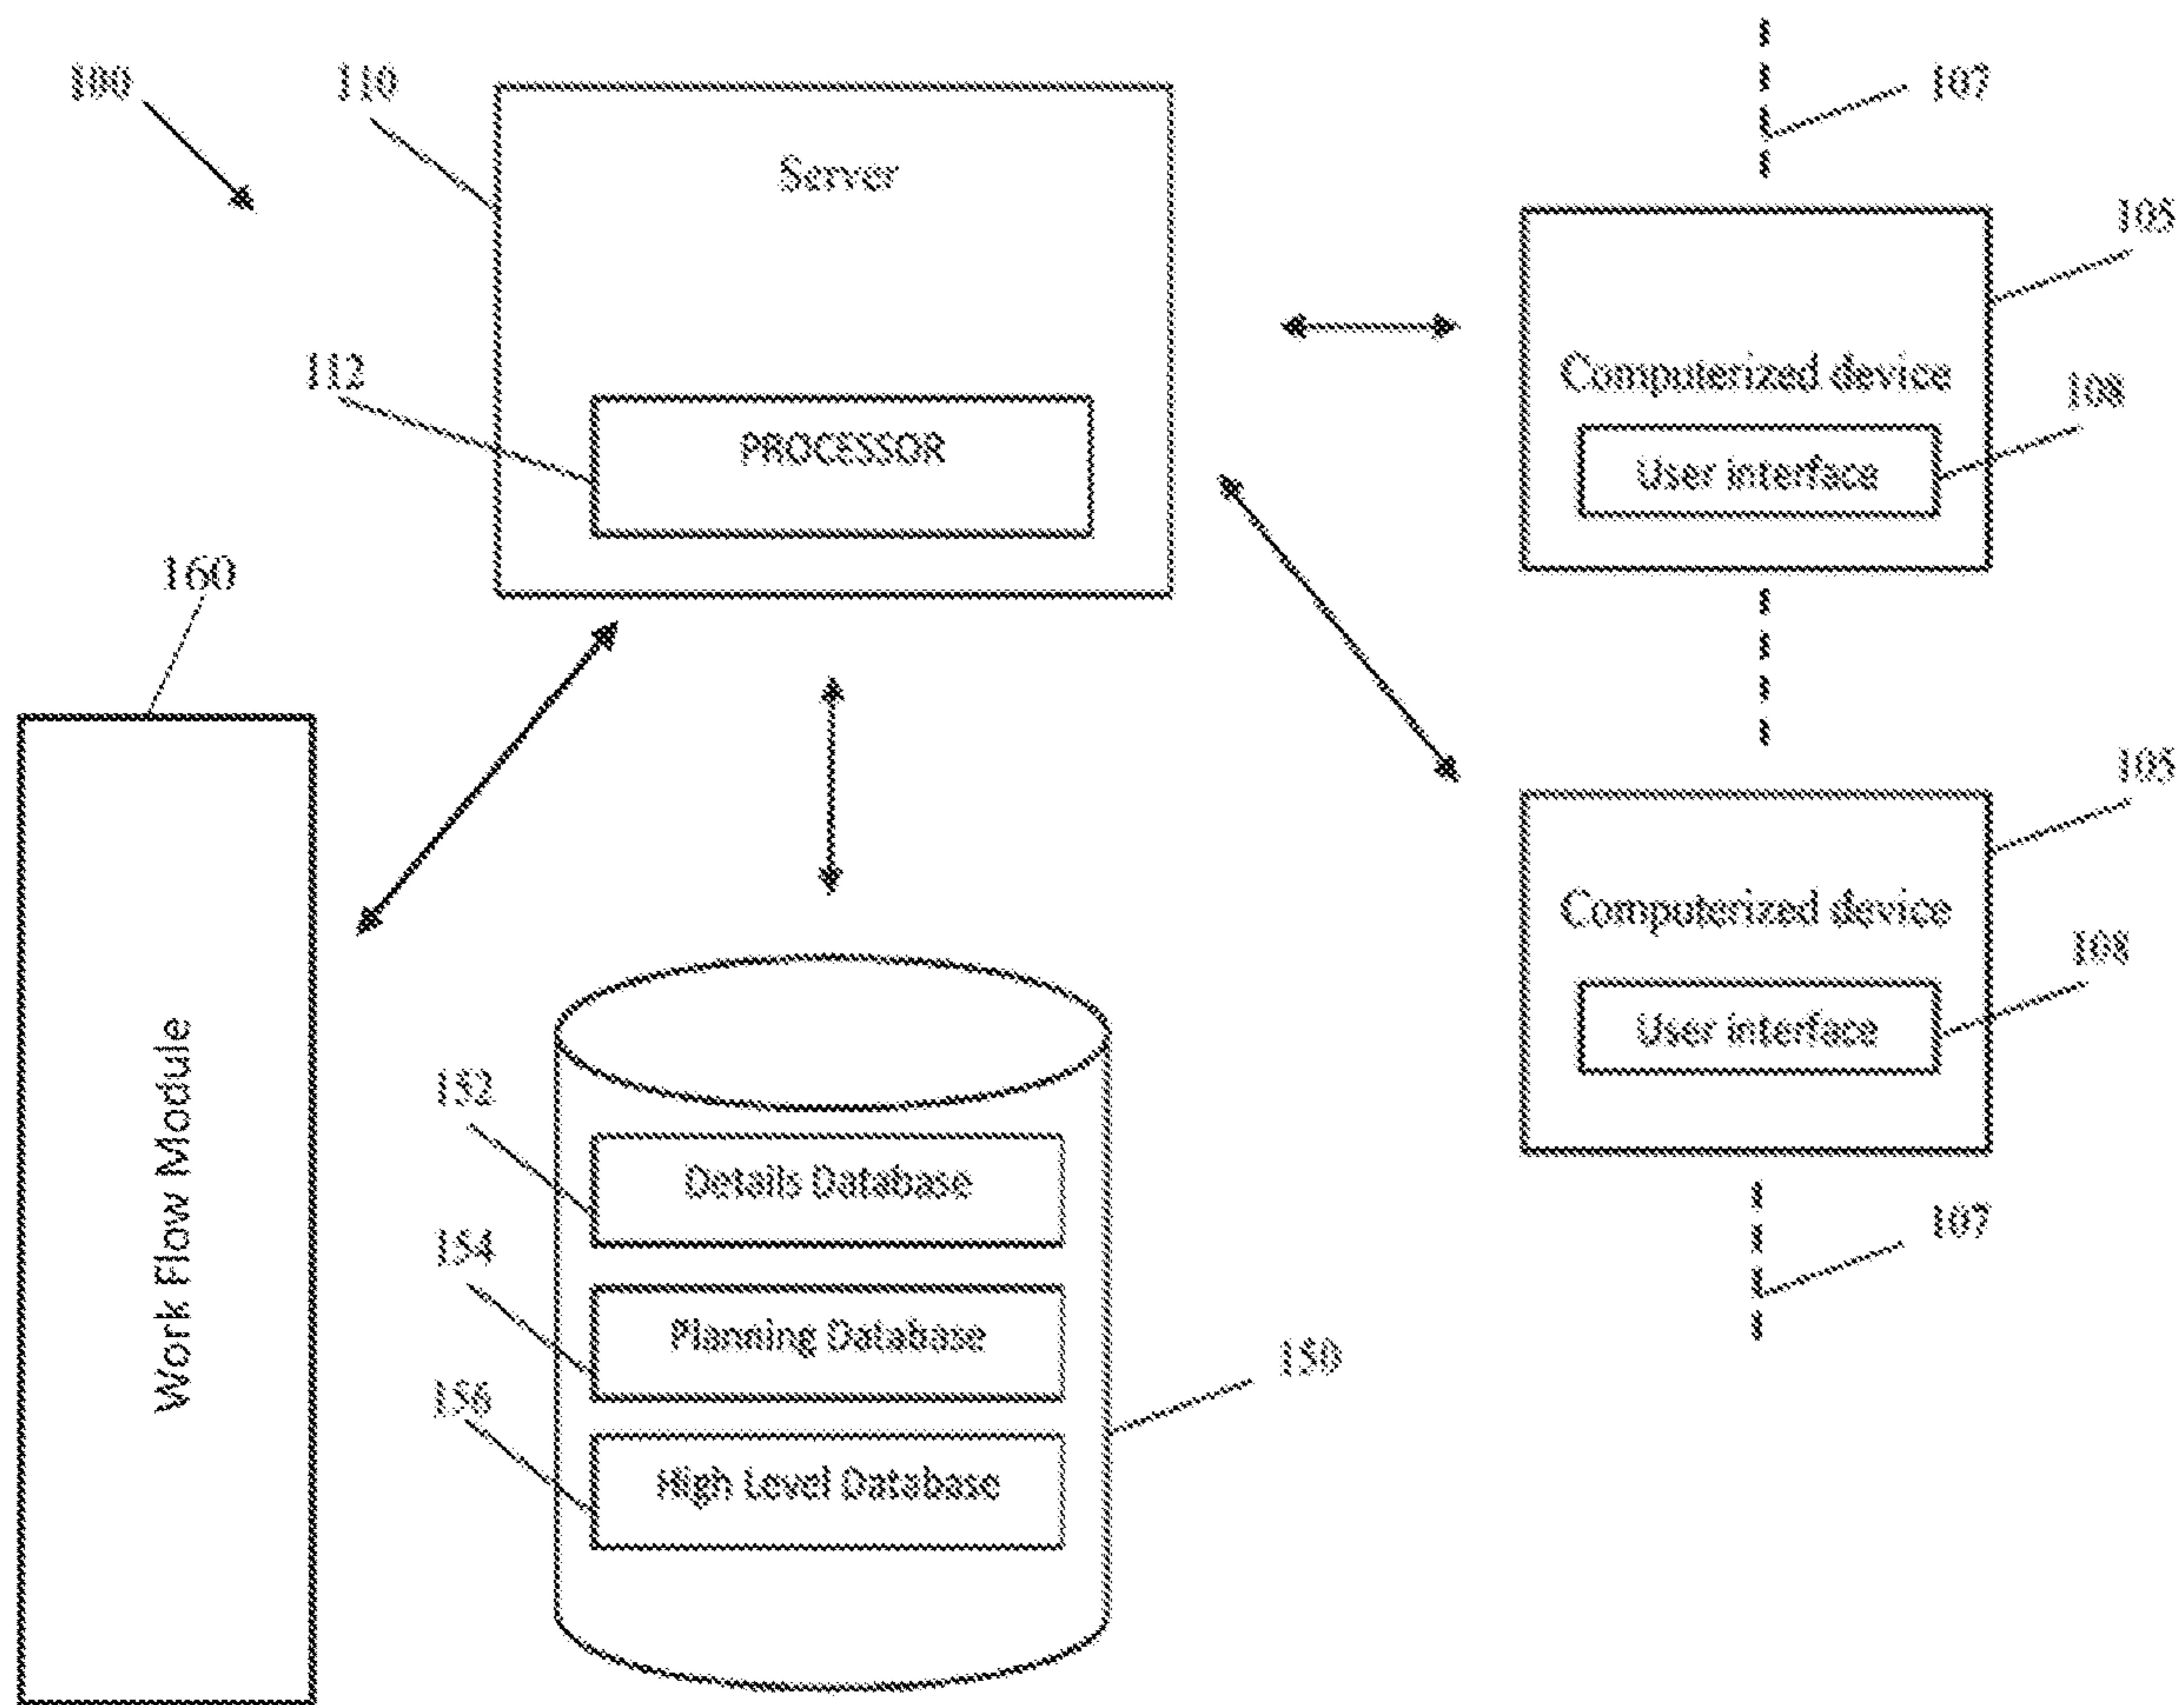 100
110
107
Server
105
112
Computerized device
108
PROCESSOR
User interface
160
105
Computerized device
108
User interface
Work Flow Module
152
Details Database
107
154
Planning Database
150
156
High Level Database